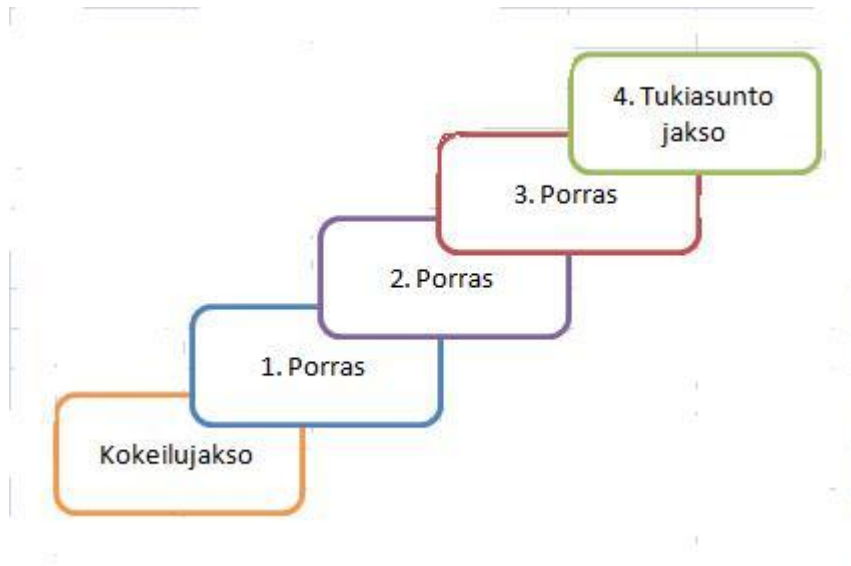 4. Tukiasunto
jakso
3. Porras
2. Porras
1. Porras
Kokeilujakso